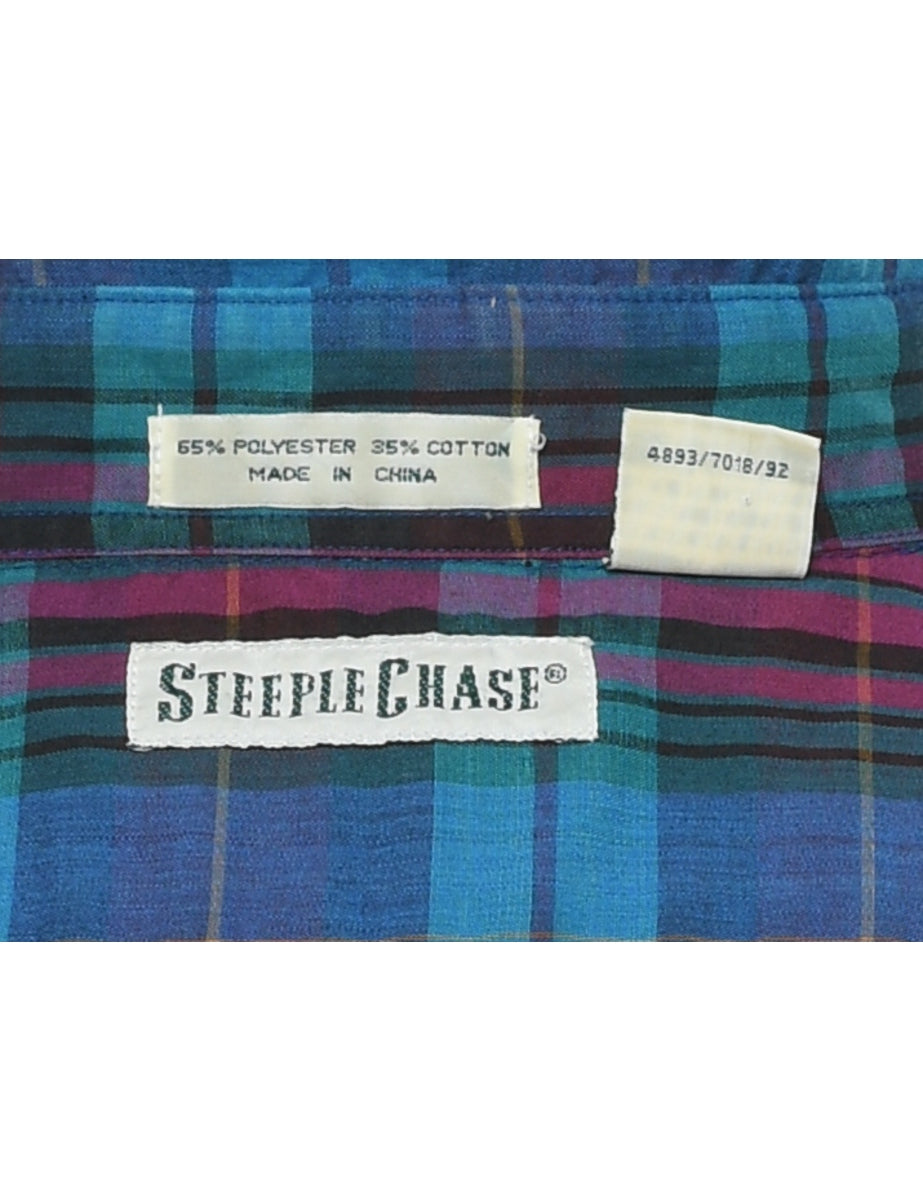 65% POLYESTER 35% COTTON
MADE IN CHINA
4893/7018/92
STEEPLECHASE®